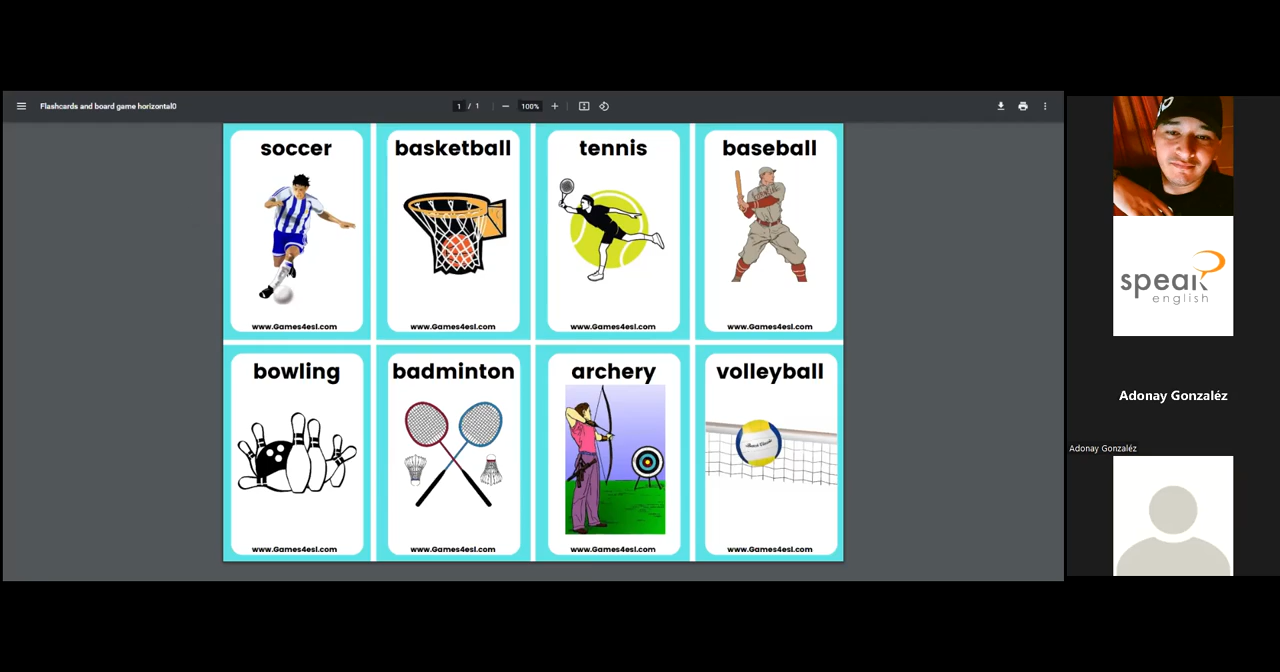 Flashcards and board game horizontal0
1 / 1
100%
soccer
basketball
tennis
baseball
www.Games4esl.com
www.Games4esl.com
www.Games4esl.com
www.Games4esl.com
bowling
badminton
archery
volleyball
www.Games4esl.com
www.Games4esl.com
www.Games4esl.com
www.Games4esl.com
speak
english
Adonay Gonzaléz
Adonay Gonzaléz